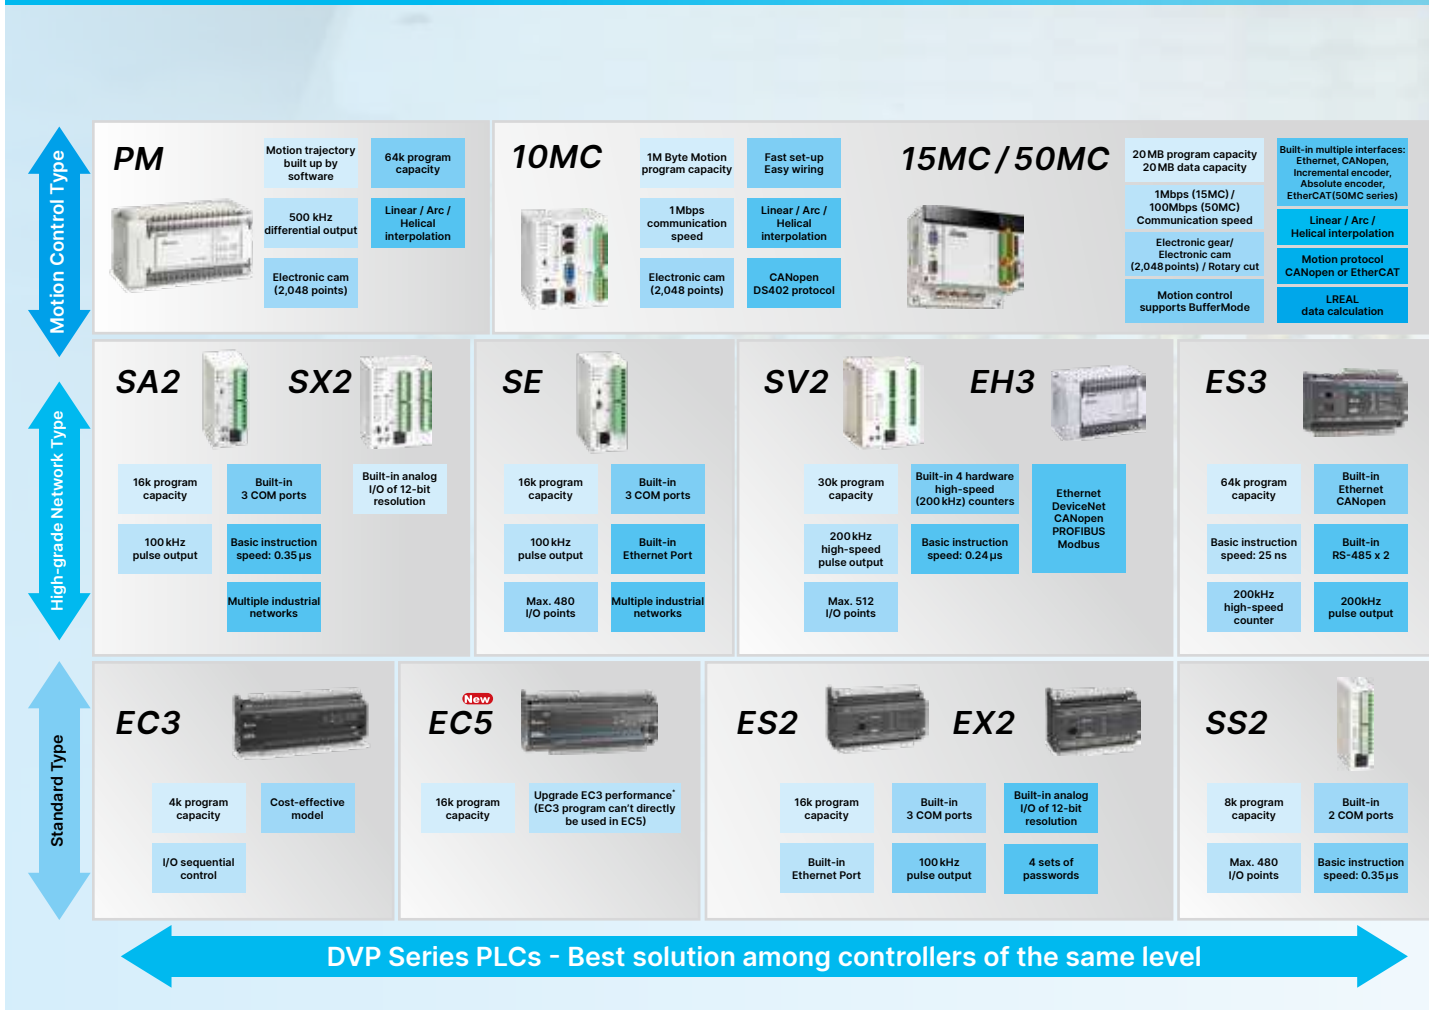 Motion Control Type
PM
Motion trajectory
built up by
software
64k program
capacity
500 kHz
differential output
Linear / Arc /
Helical
interpolation
Electronic cam
(2,048 points)
10MC
1M Byte Motion
program capacity
Fast set-up
Easy wiring
1Mbps
communication
speed
Linear / Arc /
Helical
interpolation
Electronic cam
(2,048 points)
CANopen
DS402 protocol
15MC / 50MC
20MB program capacity
20MB data capacity
1Mbps (15MC) /
100Mbps (50MC)
Communication speed
Electronic gear/
Electronic cam
(2,048 points) / Rotary cut
Motion control
supports BufferMode
Built-in multiple interfaces:
Ethernet, CANopen,
Incremental encoder,
Absolute encoder,
EtherCAT(50MC series)
Linear / Arc /
Helical interpolation
Motion protocol
CANopen or EtherCAT
LREAL
data calculation
High-grade Network Type
SA2
SX2
16k program
capacity
Built-in
3 COM ports
Built-in analog
I/O of 12-bit
resolution
100kHz
pulse output
Basic instruction
speed: 0.35μs
Multiple industrial
networks
SE
16k program
capacity
Built-in
3 COM ports
100kHz
pulse output
Built-in
Ethernet Port
Max. 480
I/O points
Multiple industrial
networks
SV2
EH3
30k program
capacity
Built-in 4 hardware
high-speed
(200kHz) counters
Ethernet
DeviceNet
CANopen
PROFIBUS
Modbus
200kHz
high-speed
pulse output
Basic instruction
speed: 0.24μs
Max. 512
I/O points
ES3
64k program
capacity
Built-in
Ethernet
CANopen
Basic instruction
speed: 25 ns
Built-in
RS-485 x 2
200kHz
high-speed
counter
200kHz
pulse output
Standard Type
EC3
4k program
capacity
Cost-effective
model
I/O sequential
control
New
EC5
16k program
capacity
Upgrade EC3 performance*
(EC3 program can't directly
be used in EC5)
ES2
EX2
16k program
capacity
Built-in
3 COM ports
Built-in analog
I/O of 12-bit
resolution
Built-in
Ethernet Port
100kHz
pulse output
4 sets of
passwords
SS2
8k program
capacity
Built-in
2 COM ports
Max. 480
I/O points
Basic instruction
speed: 0.35μs
DVP Series PLCs - Best solution among controllers of the same level